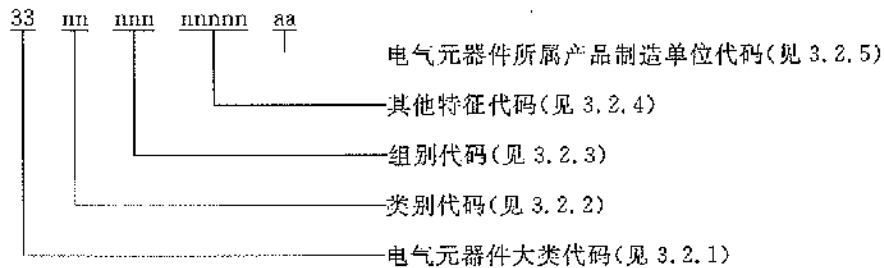 33 nn nnn nnnnn aa
电气元器件所属产品制造单位代码(见 3.2.5)
其他特征代码(见 3.2.4)
组别代码(见 3.2.3)
类别代码(见 3.2.2)
电气元器件大类代码(见 3.2.1)